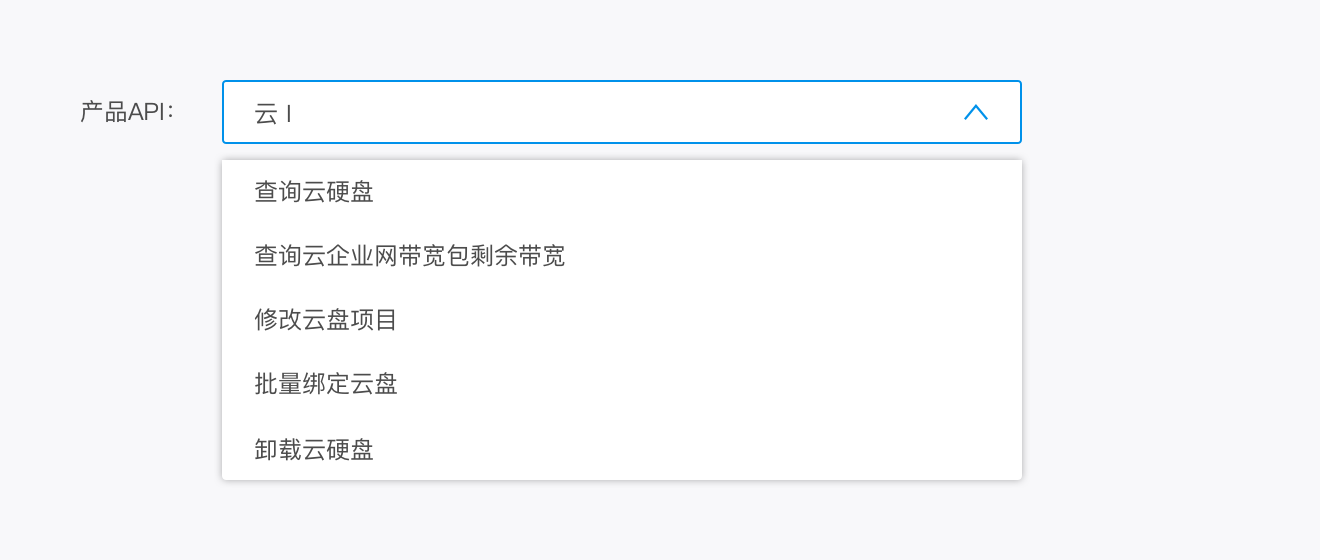 产品API：
云
查询云硬盘
查询云企业网带宽包剩余带宽
修改云盘项目
批量绑定云盘
卸载云硬盘